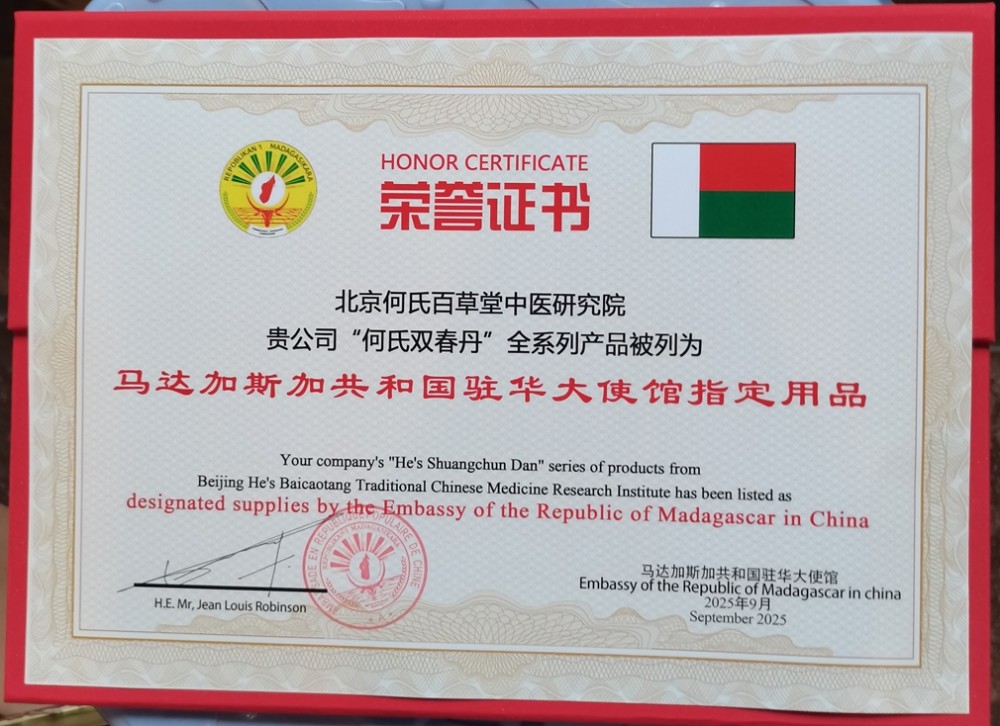 REPOBLIKAN'I MADAGASIKARA
HONOR CERTIFICATE
荣誉证书
北京何氏百草堂中医研究院
贵公司“何氏双春丹”全系列产品被列为
马达加斯加共和国驻华大使馆指定用品
Your company's "He's Shuangchun Dan" series of products from
Beijing He's Baicaotang Traditional Chinese Medicine Research Institute has been listed as
designated supplies by the Embassy of the Republic of Madagascar in China
H.E. Mr, Jean Louis Robinson
EN REPUBLIQUE POPULAIRE DE CHINE
马达加斯加共和国驻华大使馆
Embassy of the Republic of Madagascar in china
2025年9月
September 2025